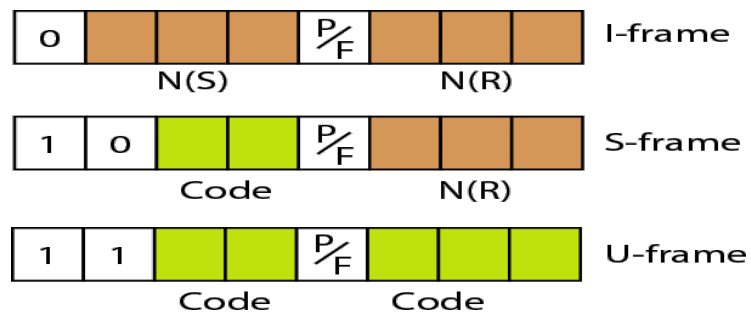 0 P/F I-frame
N(S) N(R)
1 0 P/F S-frame
Code N(R)
1 1 P/F U-frame
Code Code